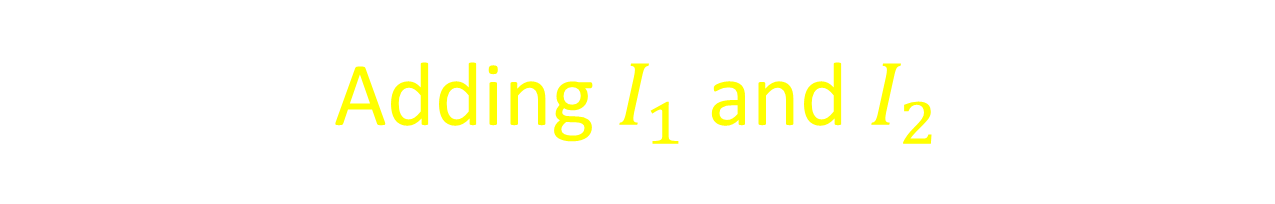 Adding I₁ and I₂